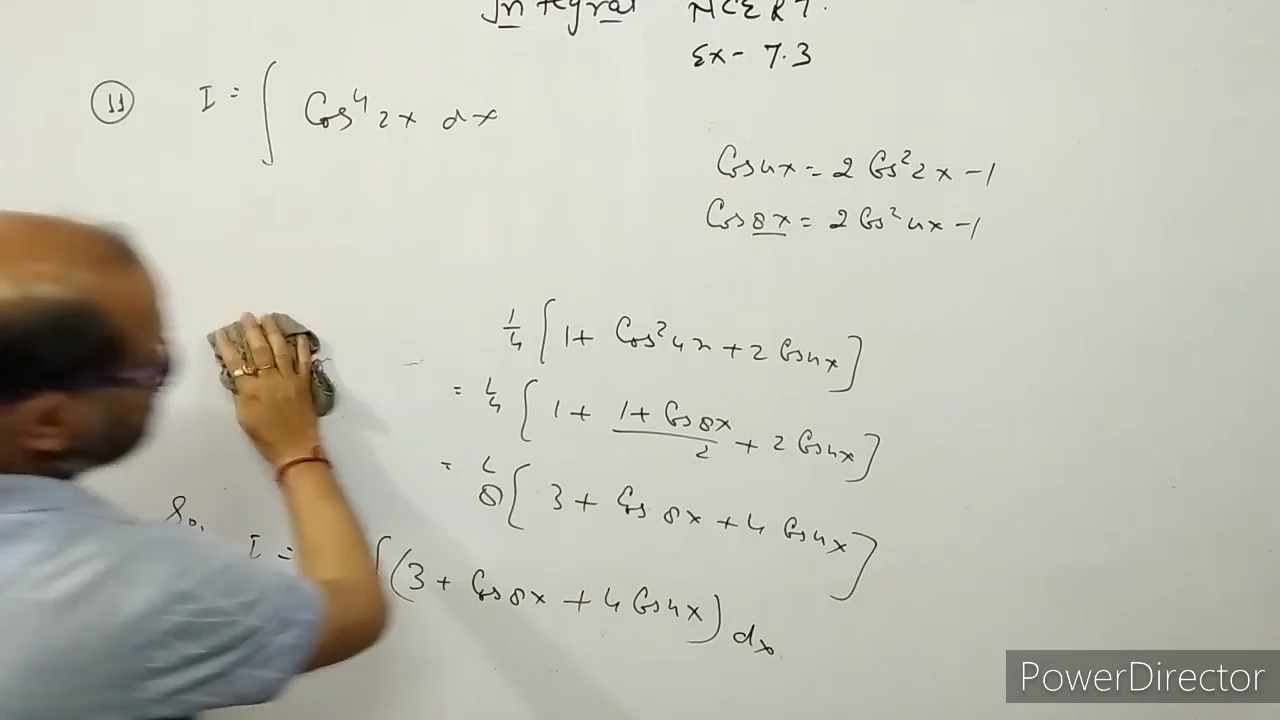 Integral NCERT.
Ex- 7.3
11 I = ∫ Cos⁴ 2x dx
Cos4x = 2 Cos² 2x -1
Cos8x = 2 Cos² 4x -1
1/4 [ 1 + Cos² 4x + 2 Cos4x ]
= 1/4 [ 1 + (1 + Cos8x)/2 + 2 Cos4x ]
= 1/8 [ 3 + Cos 8x + 4 Cos4x ]
So,
I = ∫ (3 + Cos8x + 4 Cos4x) dx
PowerDirector